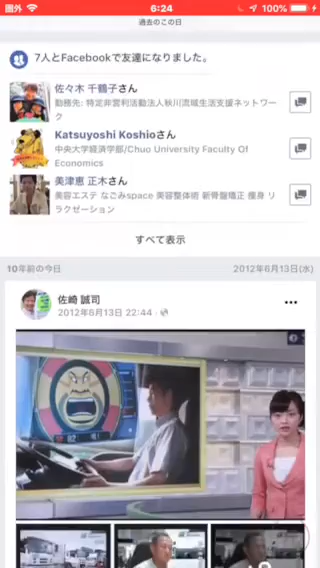 圏外
6:24
100%
過去のこの日
7人とFacebookで友達になりました。
佐々木 千鶴子さん
勤務先: 特定非営利活動法人秋川流域生活支援ネットワー
ク
Katsuyoshi Koshioさん
中央大学経済学部/Chuo University Faculty Of
Economics
美津恵 正木さん
美容エステ なごみspace 美容整体術 新骨盤矯正 痩身 リ
ラクゼーション
すべて表示
10年前の今日
2012年6月13日(水)
佐崎 誠司
2012年6月13日 22:44